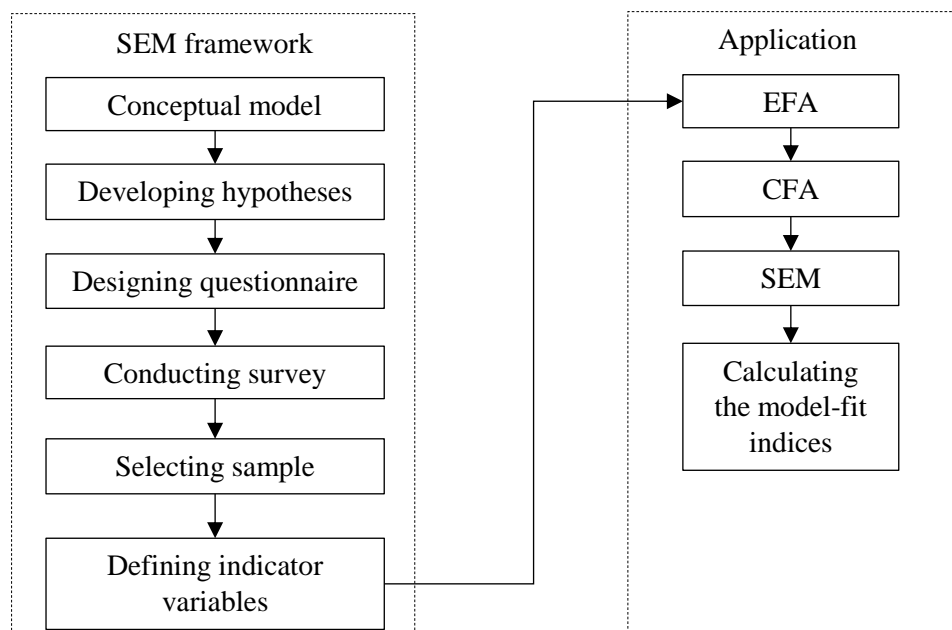 SEM framework
Conceptual model
Developing hypotheses
Designing questionnaire
Conducting survey
Selecting sample
Defining indicator
variables
Application
EFA
CFA
SEM
Calculating
the model-fit
indices